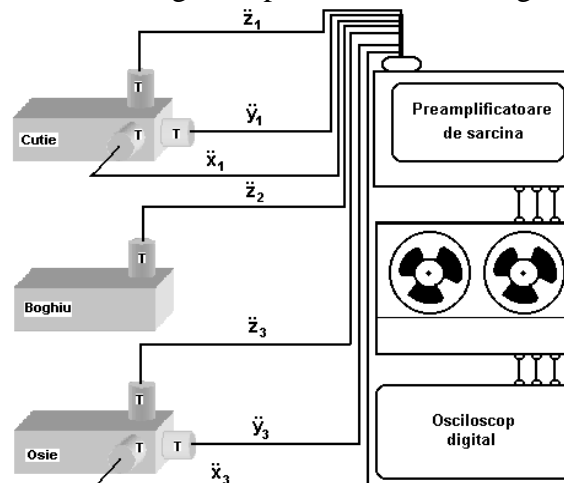 z̈₁
T
Cutie
T
T
ÿ₁
ẍ₁
z̈₂
T
Boghiu
z̈₃
T
Osie
T
T
ÿ₃
ẍ₃
Preamplificatoare
de sarcina
Osciloscop
digital